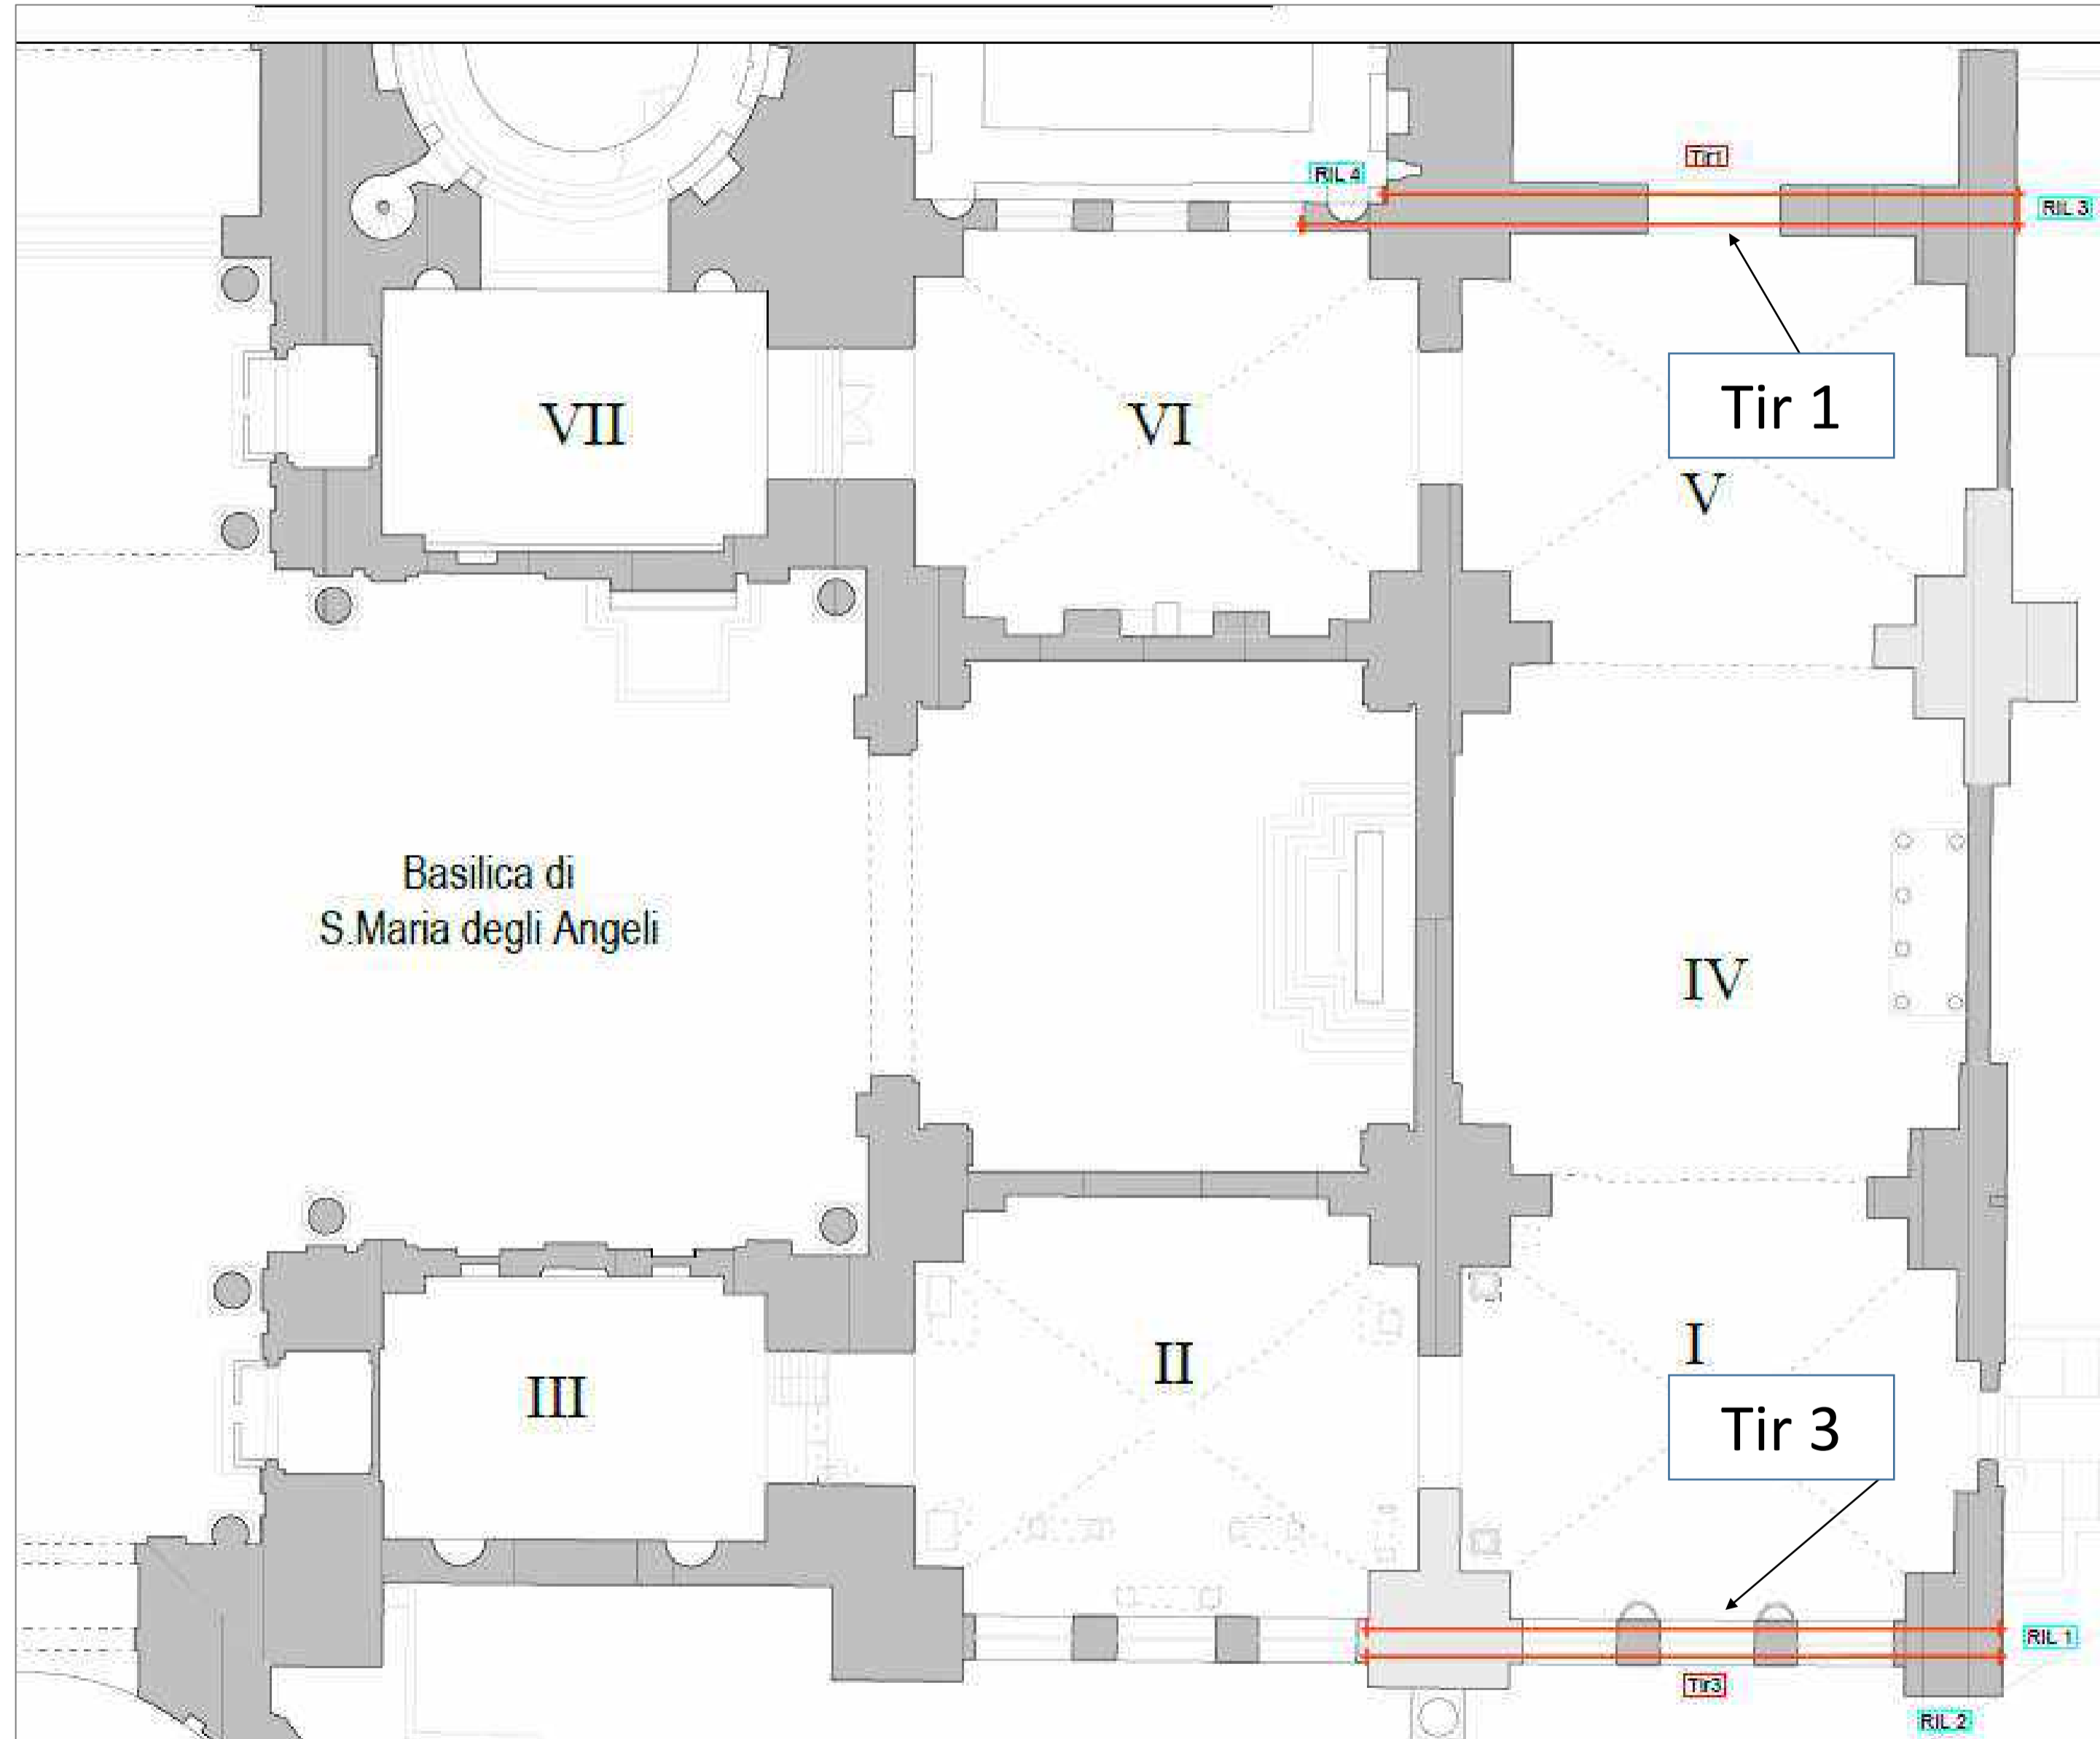 Tir1
RIL 4
RIL 3
Tir 1
VII
VI
V
Basilica di
S.Maria degli Angeli
IV
I
II
III
Tir 3
RIL 1
Tir3
RIL 2